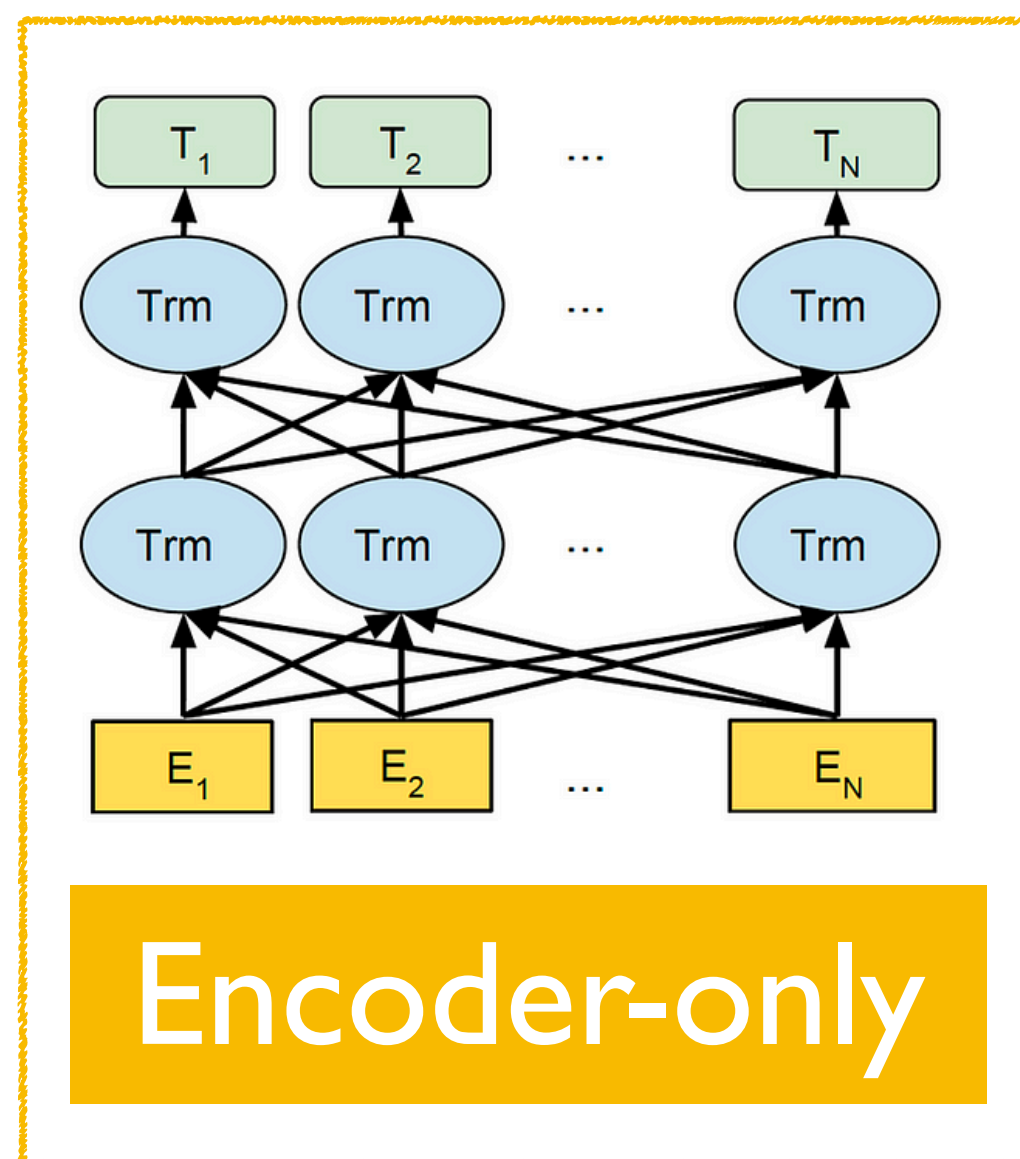 T1 T2 ... TN
Trm Trm ... Trm
Trm Trm ... Trm
E1 E2 ... EN
Encoder-only